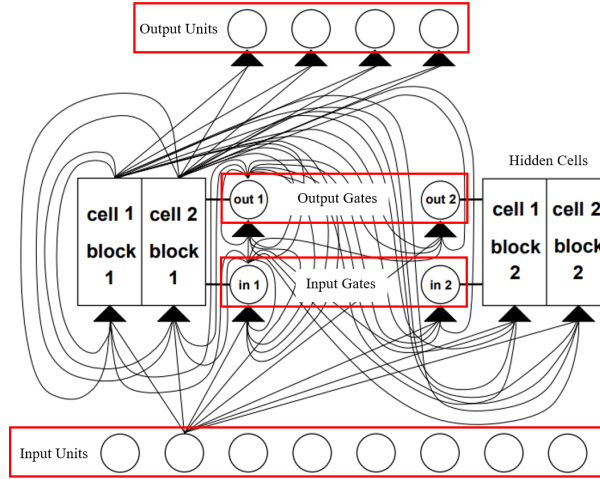 Output Units
Hidden Cells
cell 1
block
1
cell 2
block
1
out 1
Output Gates
out 2
in 1
Input Gates
in 2
cell 1
block
2
cell 2
block
2
Input Units